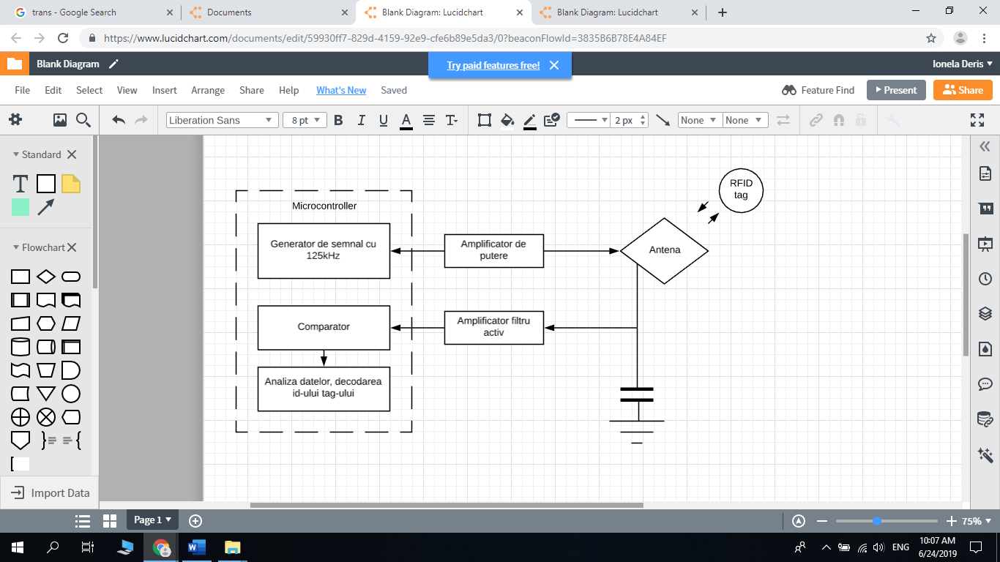 trans - Google Search
Documents
Blank Diagram: Lucidchart
Blank Diagram: Lucidchart
https://www.lucidchart.com/documents/edit/59930ff7-829d-4159-92e9-cfe6b89e5da3/0?beaconFlowId=3835B6B78E4A84EF
Blank Diagram
Try paid features free!
Ionela Deris
File Edit Select View Insert Arrange Share Help What's New Saved
Feature Find
Present
Share
Liberation Sans
8 pt
B I U A T
2 px
None
None
Standard
T
Flowchart
Import Data
Microcontroller
Generator de semnal cu
125kHz
Amplificator de
putere
Antena
RFID
tag
Comparator
Amplificator filtru
activ
Analiza datelor, decodarea
id-ului tag-ului
Page 1
75%
ENG
10:07 AM
6/24/2019